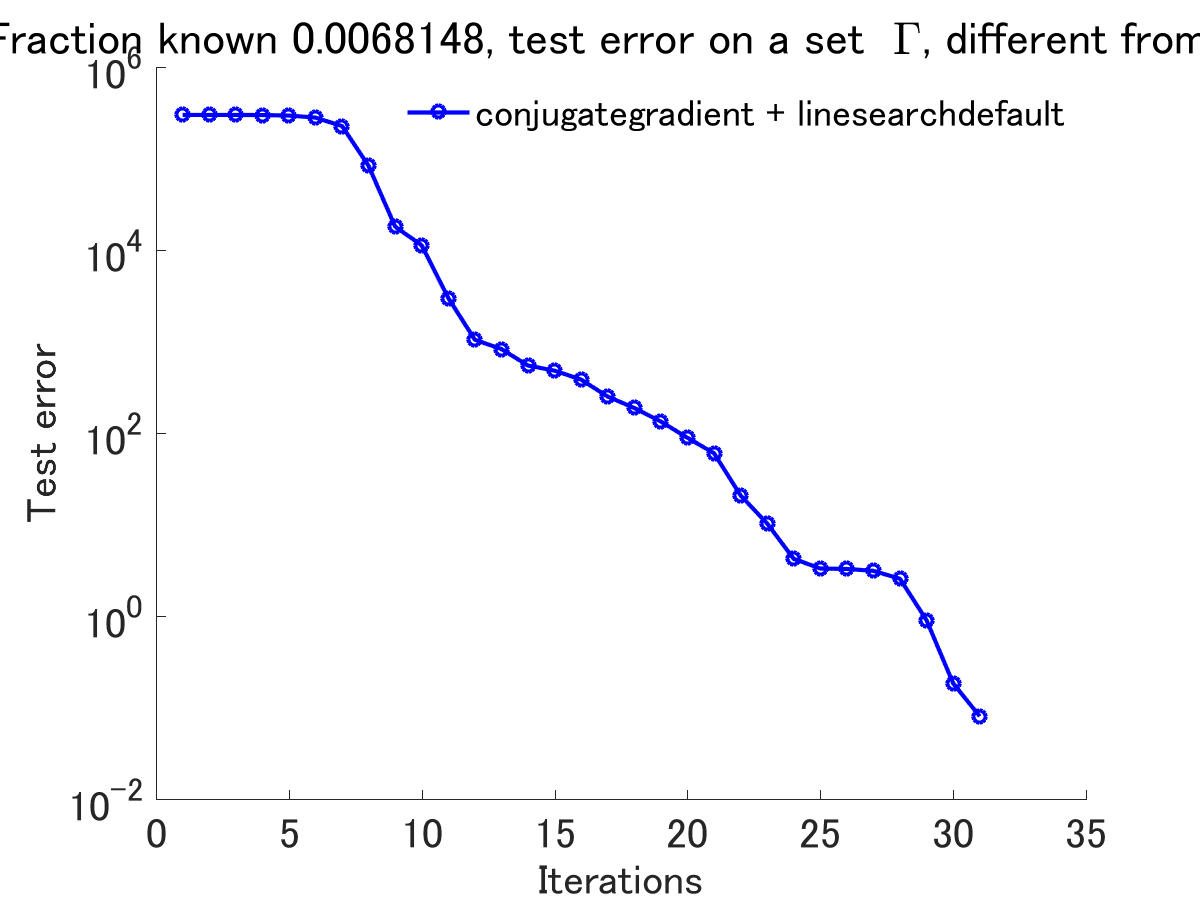 Fraction known 0.0068148, test error on a set Γ, different from
10^6
10^4
10^2
10^0
10^−2
conjugategradient + linesearchdefault
Test error
0 5 10 15 20 25 30 35
Iterations